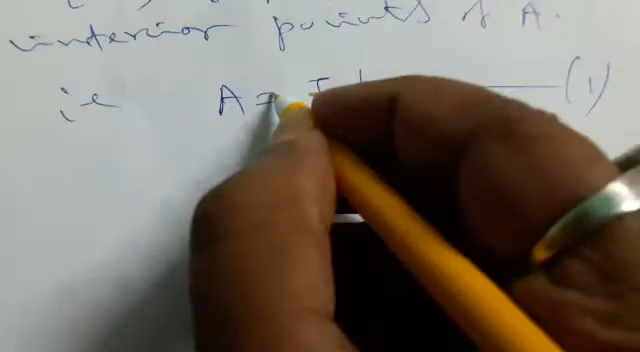 interior points of A.
ie A = I (1)